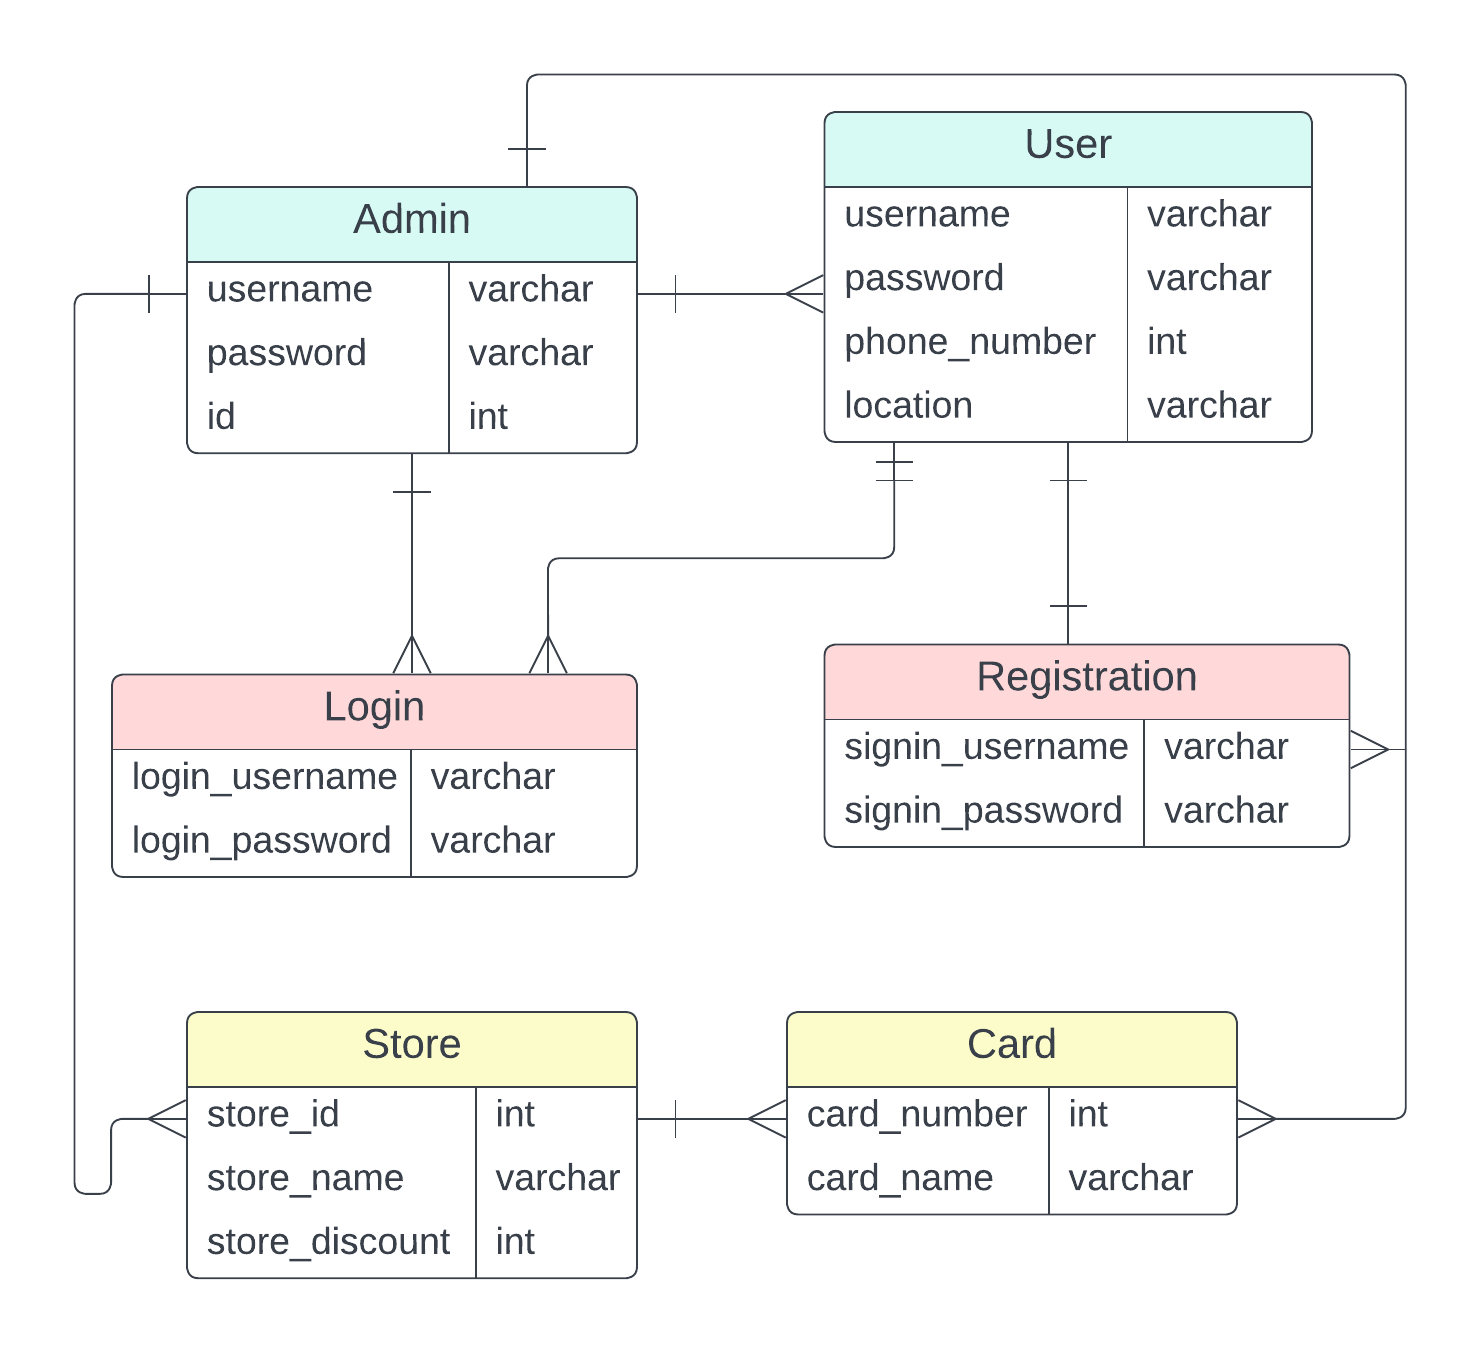 User
username varchar
password varchar
phone_number int
location varchar
Admin
username varchar
password varchar
id int
Login
login_username varchar
login_password varchar
Registration
signin_username varchar
signin_password varchar
Store
store_id int
store_name varchar
store_discount int
Card
card_number int
card_name varchar